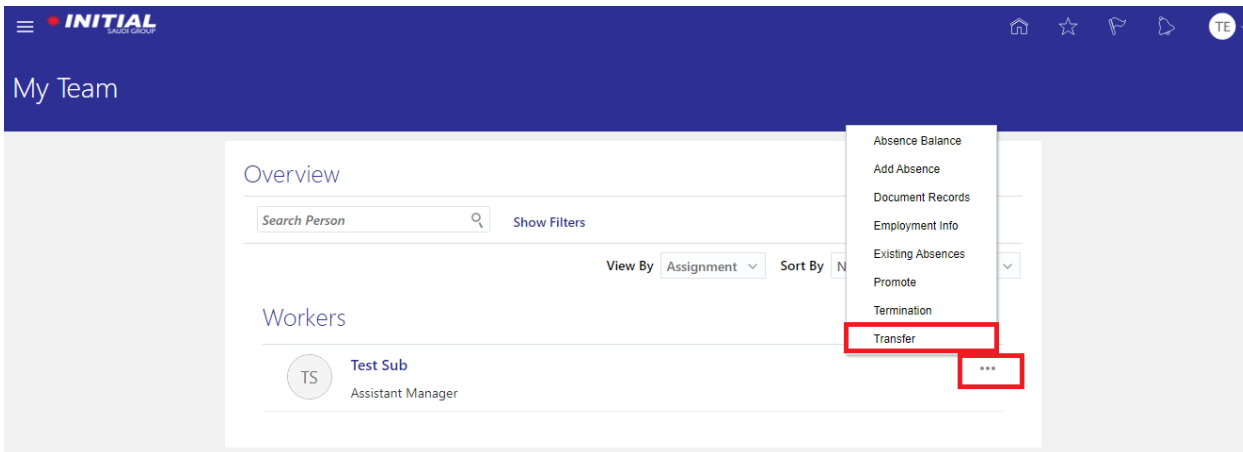 INITIAL
SAUDI GROUP
TE
My Team
Overview
Search Person
Show Filters
View By Assignment Sort By N
Absence Balance
Add Absence
Document Records
Employment Info
Existing Absences
Promote
Termination
Transfer
Workers
TS
Test Sub
Assistant Manager